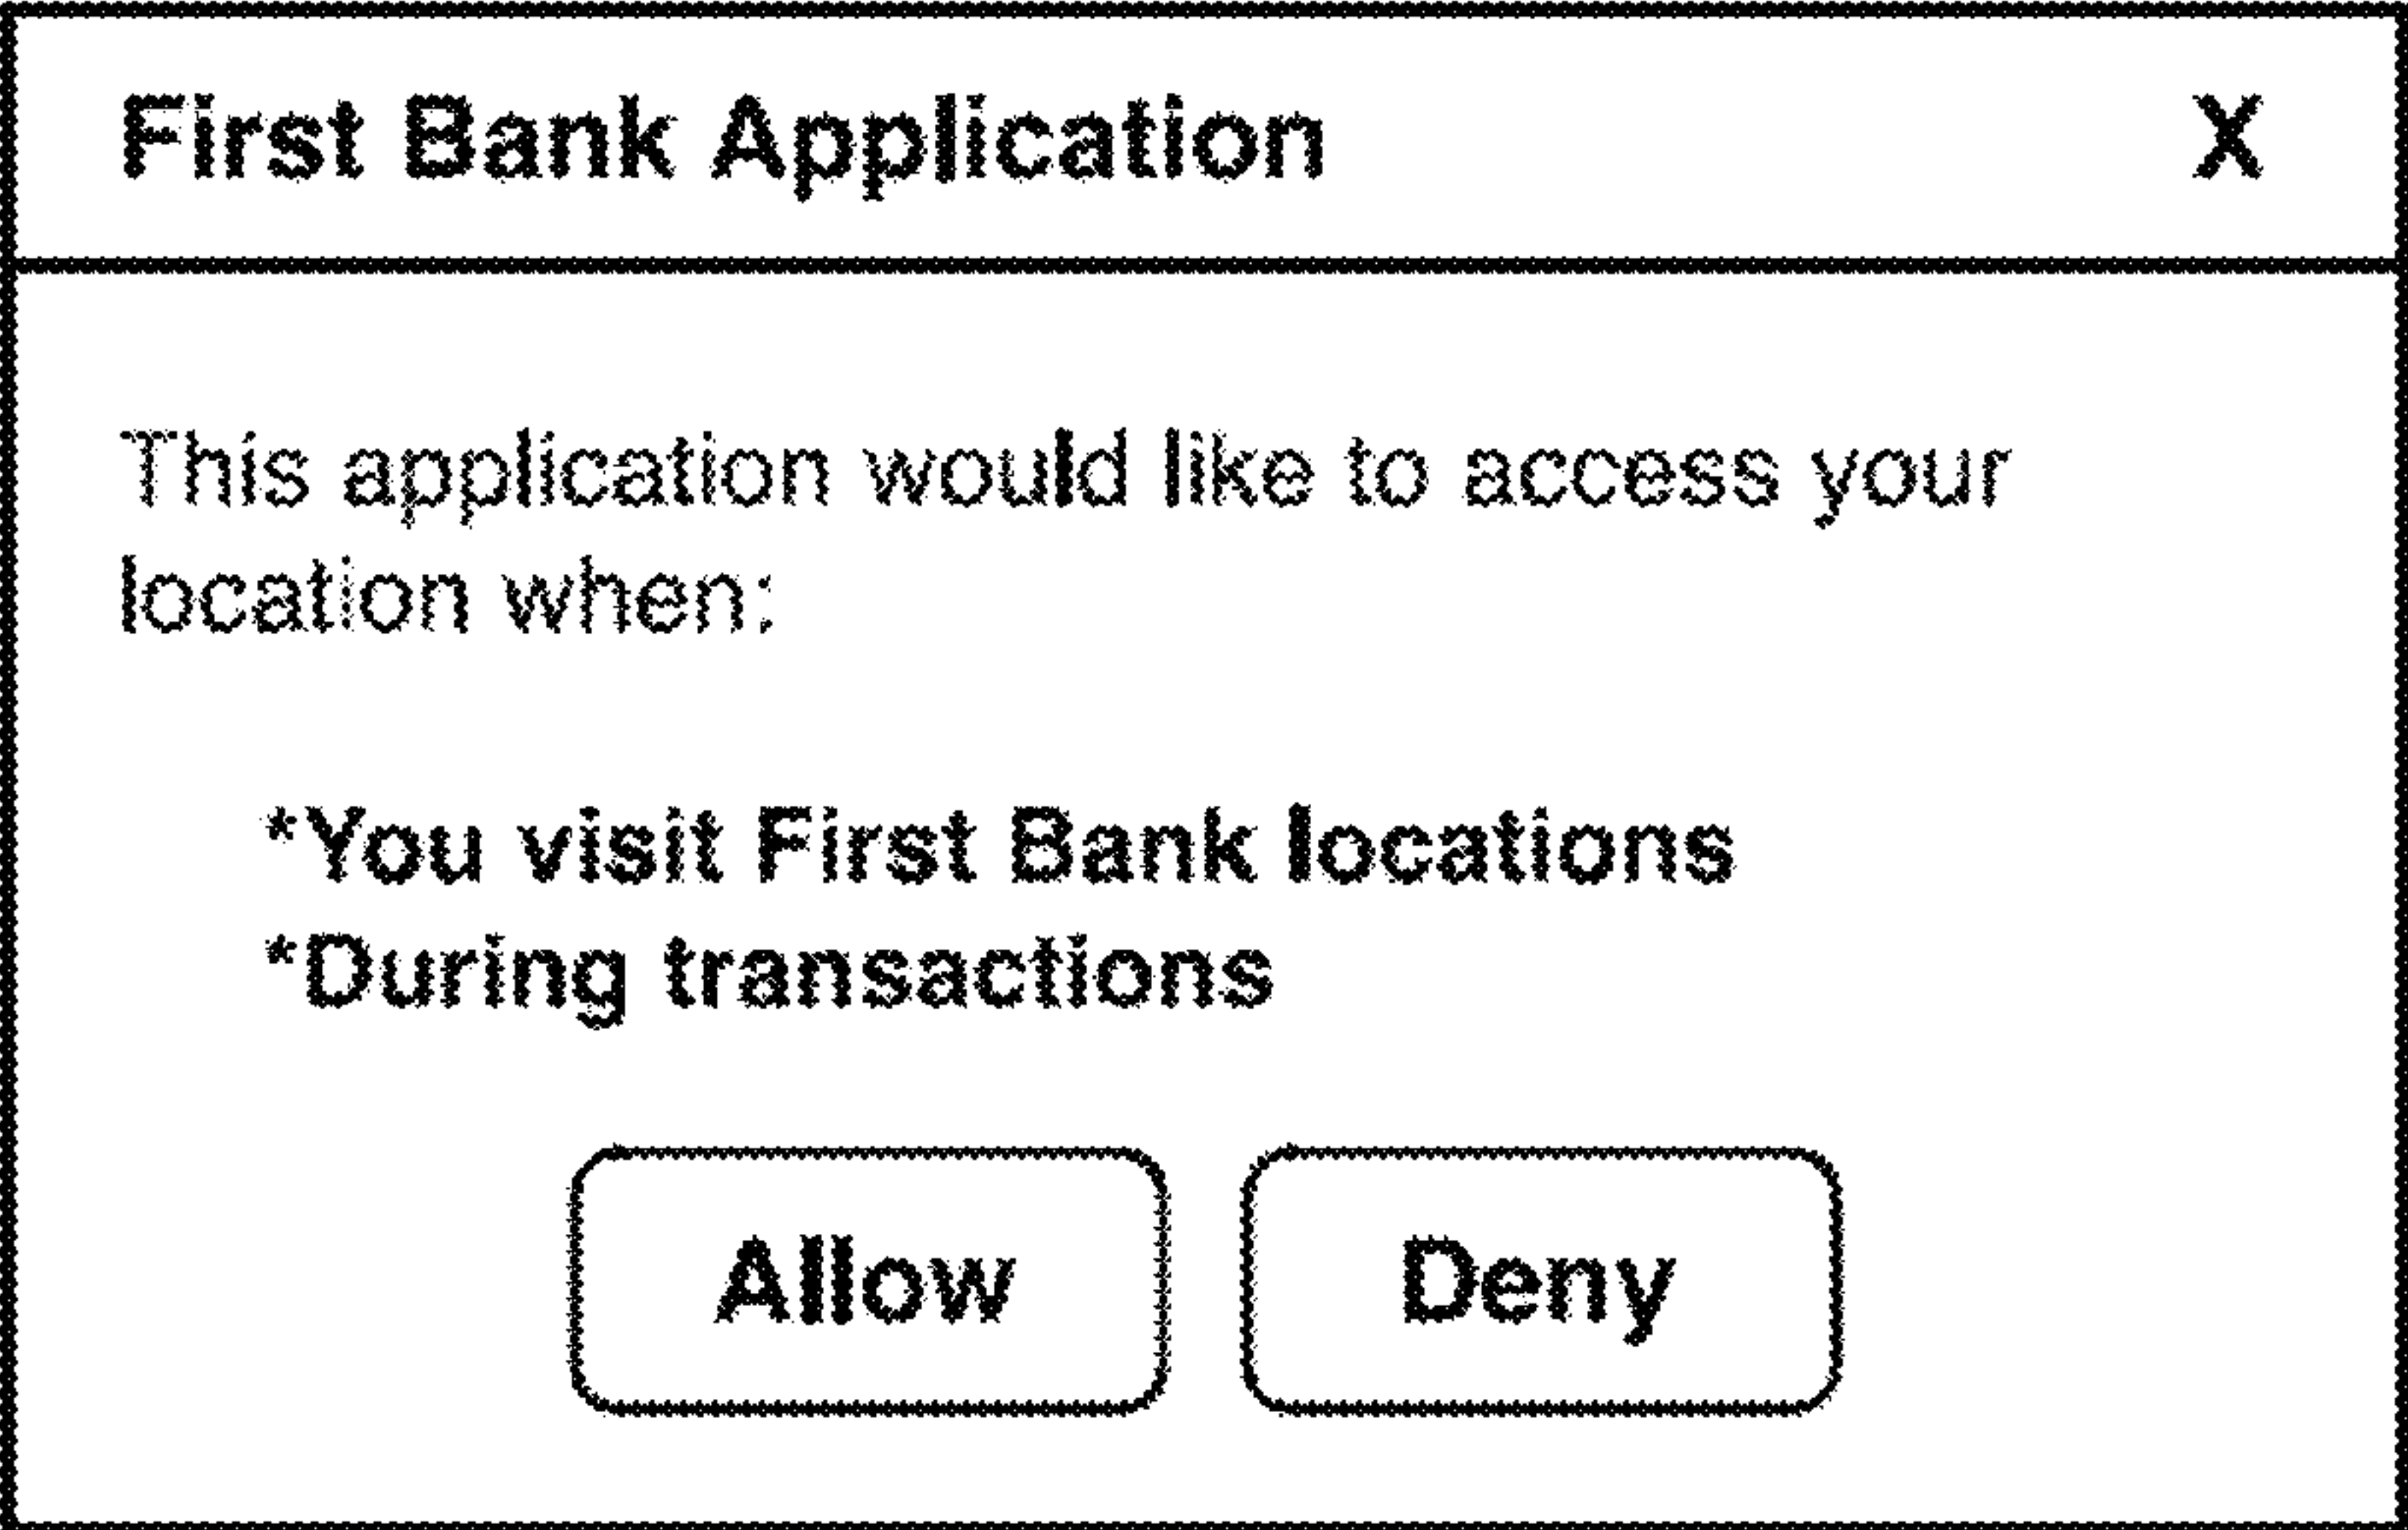 First Bank Application X
This application would like to access your
location when:
*You visit First Bank locations
*During transactions
Allow Deny